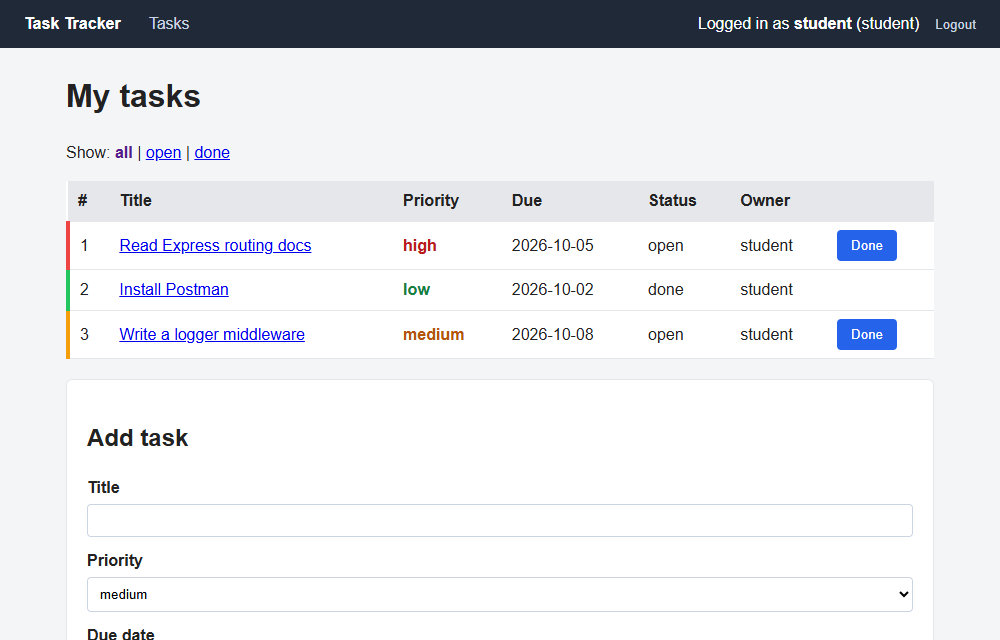 Task Tracker Tasks Logged in as student (student) Logout
My tasks
Show: all | open | done
# Title Priority Due Status Owner
1 Read Express routing docs high 2026-10-05 open student Done
2 Install Postman low 2026-10-02 done student
3 Write a logger middleware medium 2026-10-08 open student Done
Add task
Title
Priority
medium
Due date